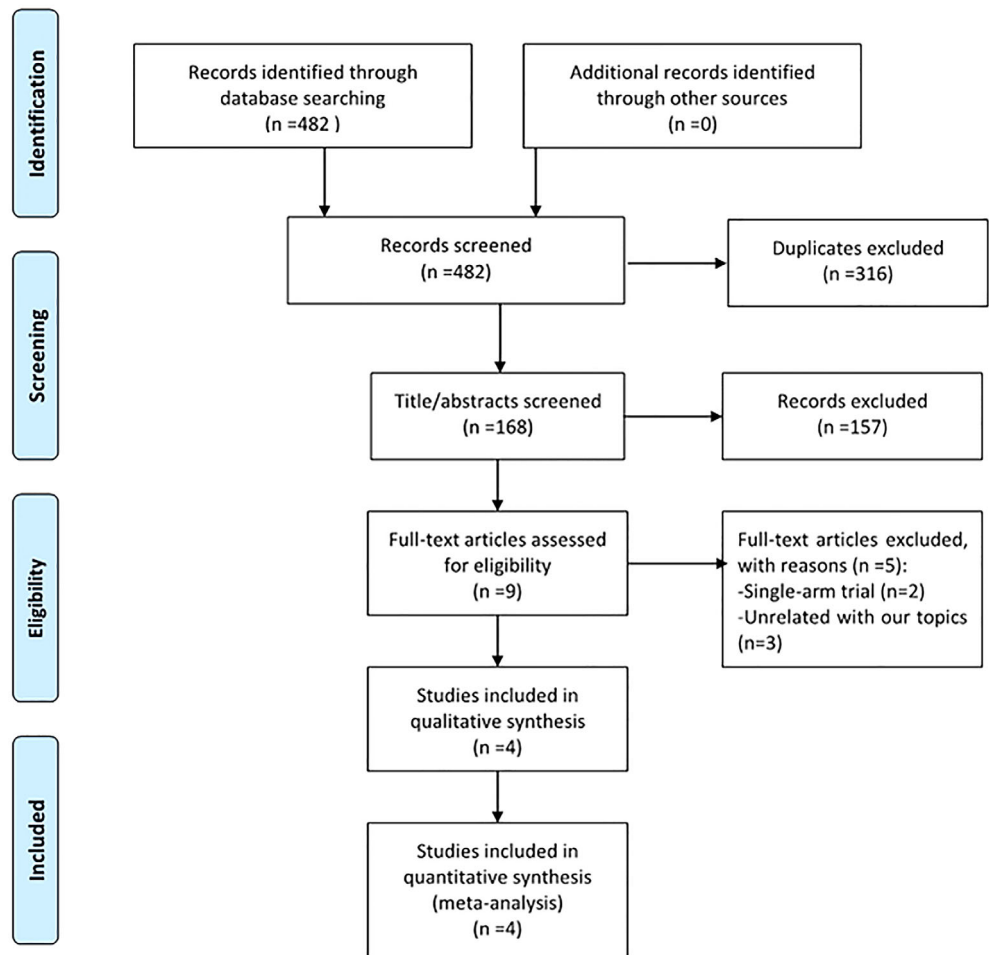 Identification
Records identified through
database searching
(n =482 )
Additional records identified
through other sources
(n =0)
Records screened
(n =482)
Duplicates excluded
(n =316)
Screening
Title/abstracts screened
(n =168)
Records excluded
(n =157)
Eligibility
Full-text articles assessed
for eligibility
(n =9)
Full-text articles excluded,
with reasons (n =5):
-Single-arm trial (n=2)
-Unrelated with our topics
(n=3)
Studies included in
qualitative synthesis
(n =4)
Included
Studies included in
quantitative synthesis
(meta-analysis)
(n =4)